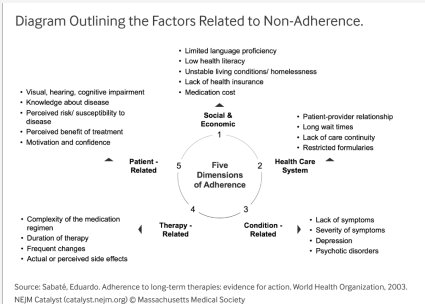 Diagram Outlining the Factors Related to Non-Adherence.
• Limited language proficiency
• Low health literacy
• Unstable living conditions/ homelessness
• Lack of health insurance
• Medication cost
Social &
Economic
1
• Patient-provider relationship
• Long wait times
• Lack of care continuity
• Restricted formularies
2
Health Care
System
• Lack of symptoms
• Severity of symptoms
• Depression
• Psychotic disorders
3
Condition -
Related
• Complexity of the medication
regimen
• Duration of therapy
• Frequent changes
• Actual or perceived side effects
4
Therapy -
Related
• Visual, hearing, cognitive impairment
• Knowledge about disease
• Perceived risk/ susceptibility to
disease
• Perceived benefit of treatment
• Motivation and confidence
5
Patient -
Related
Five
Dimensions
of Adherence
Source: Sabaté, Eduardo. Adherence to long-term therapies: evidence for action. World Health Organization, 2003.
NEJM Catalyst (catalyst.nejm.org) © Massachusetts Medical Society